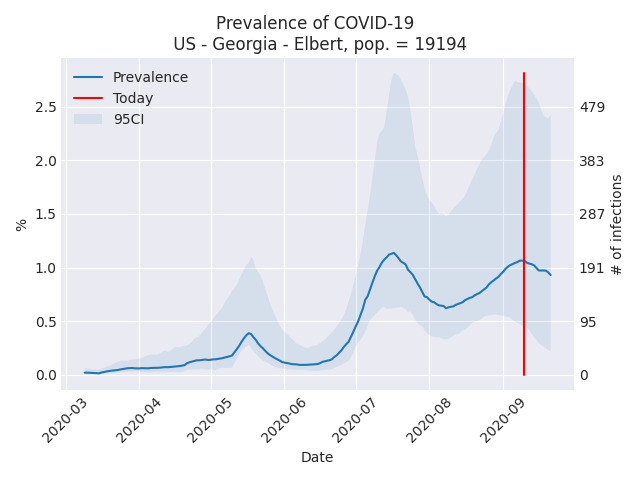 Prevalence of COVID-19
US - Georgia - Elbert, pop. = 19194
Prevalence
Today
95CI
%
2.5
2.0
1.5
1.0
0.5
0.0
479
383
287
191
95
0
# of infections
2020-03
2020-04
2020-05
2020-06
2020-07
2020-08
2020-09
Date